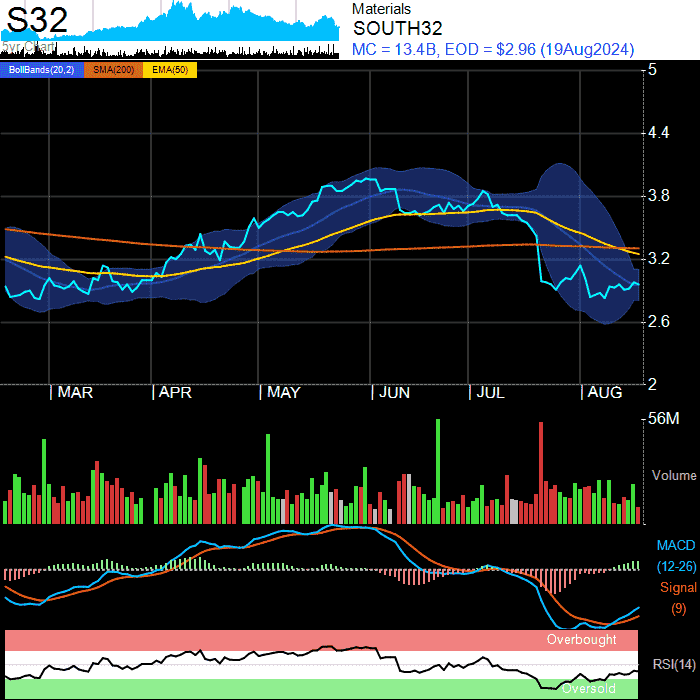 S32
5yr Chart
Materials
SOUTH32
MC = 13.4B, EOD = $2.96 (19Aug2024)
BollBands(20,2) SMA(200) EMA(50)
5
4.4
3.8
3.2
2.6
2
MAR APR MAY JUN JUL AUG
56M
Volume
MACD
(12-26)
Signal
(9)
Overbought
RSI(14)
Oversold